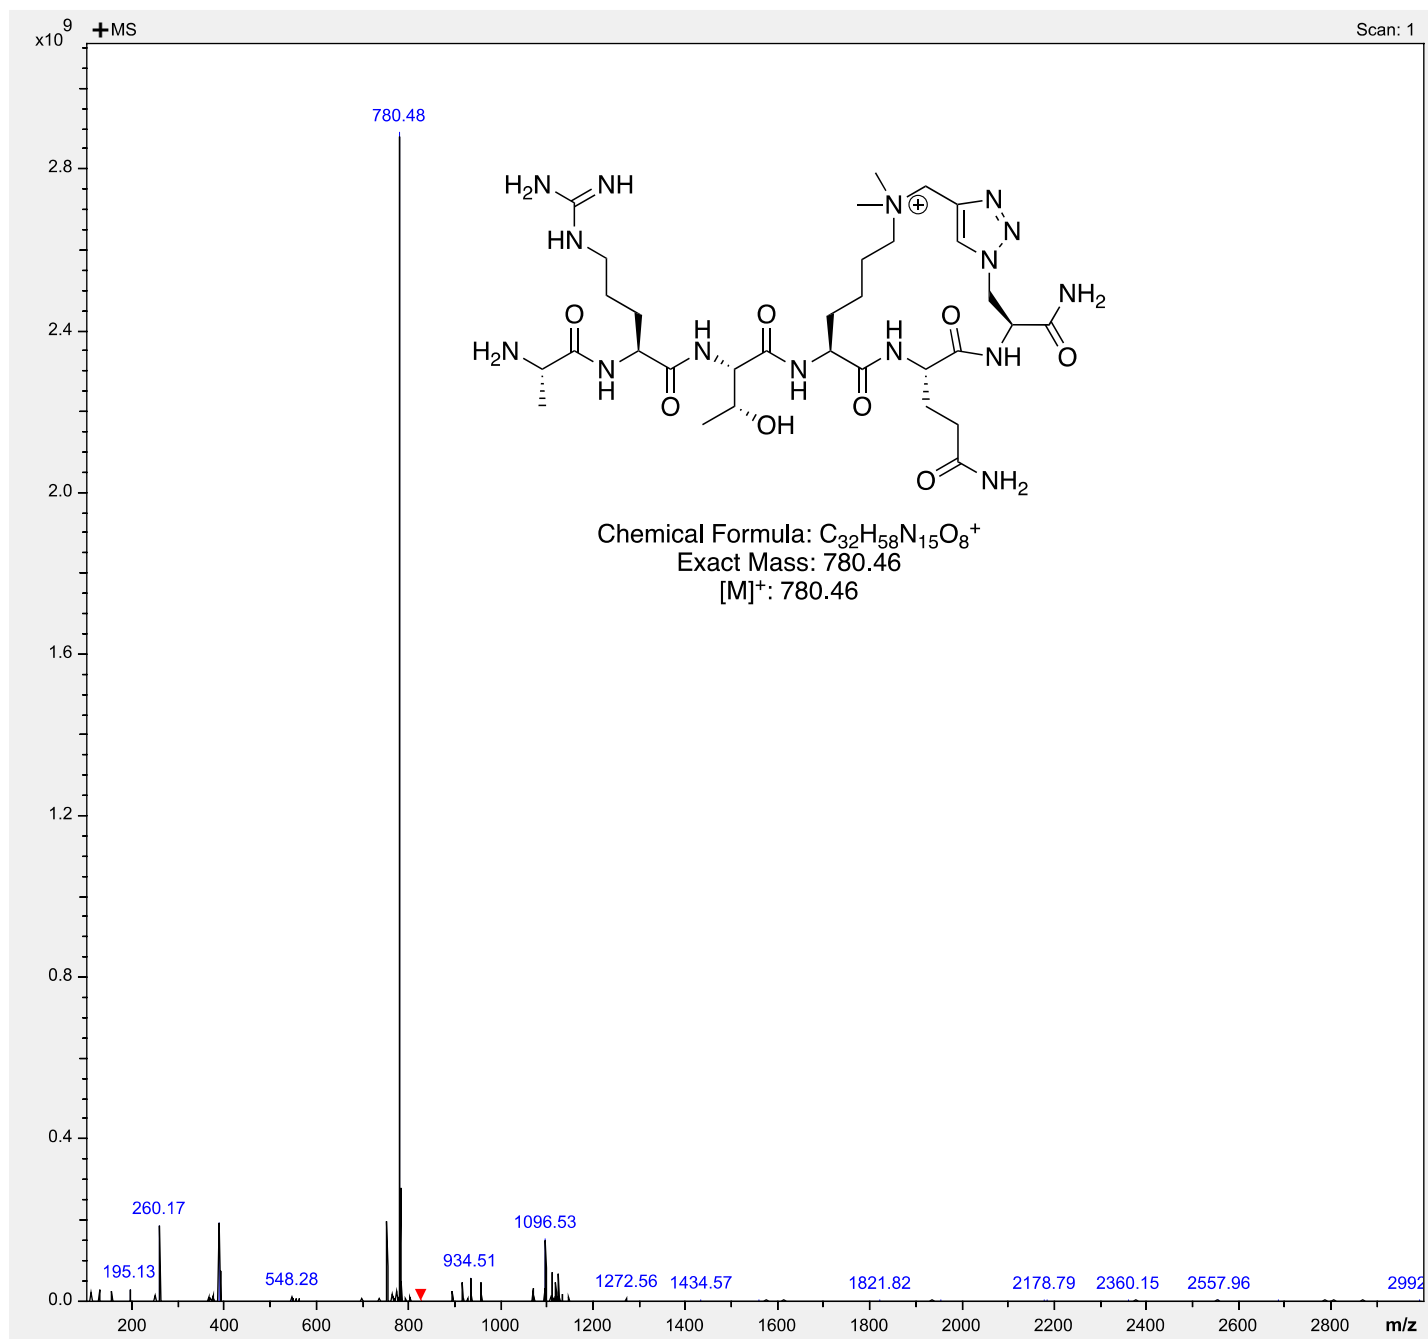 x10⁹
+MS
Scan: 1
780.48
2.8
2.4
2.0
1.6
1.2
0.8
0.4
0.0
H₂N
NH
HN
N
⊕
N
N
N
NH₂
O
O
H
N
O
H
N
O
NH
O
H₂N
N
H
O
N
H
O
OH
O
NH₂
Chemical Formula: C₃₂H₅₈N₁₅O₈⁺
Exact Mass: 780.46
[M]⁺: 780.46
260.17
195.13
548.28
934.51
1096.53
1272.56
1434.57
1821.82
2178.79
2360.15
2557.96
2992
200
400
600
800
1000
1200
1400
1600
1800
2000
2200
2400
2600
2800
m/z